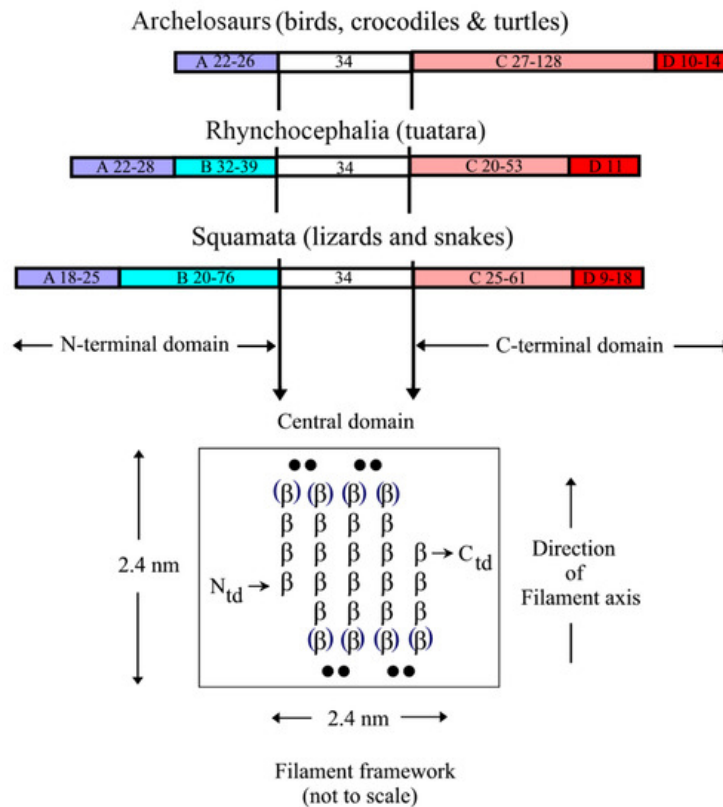 Archelosaurs (birds, crocodiles & turtles)
A 22-26 34 C 27-128 D 10-14
Rhynchocephalia (tuatara)
A 22-28 B 32-39 34 C 20-53 D 11
Squamata (lizards and snakes)
A 18-25 B 20-76 34 C 25-61 D 9-18
N-terminal domain C-terminal domain
Central domain
(β) (β) (β) (β)
β β β β
β β β β β → Ctd
Ntd → β β β β β
β β β β
(β) (β) (β) (β)
2.4 nm
Direction
of
Filament axis
2.4 nm
Filament framework
(not to scale)